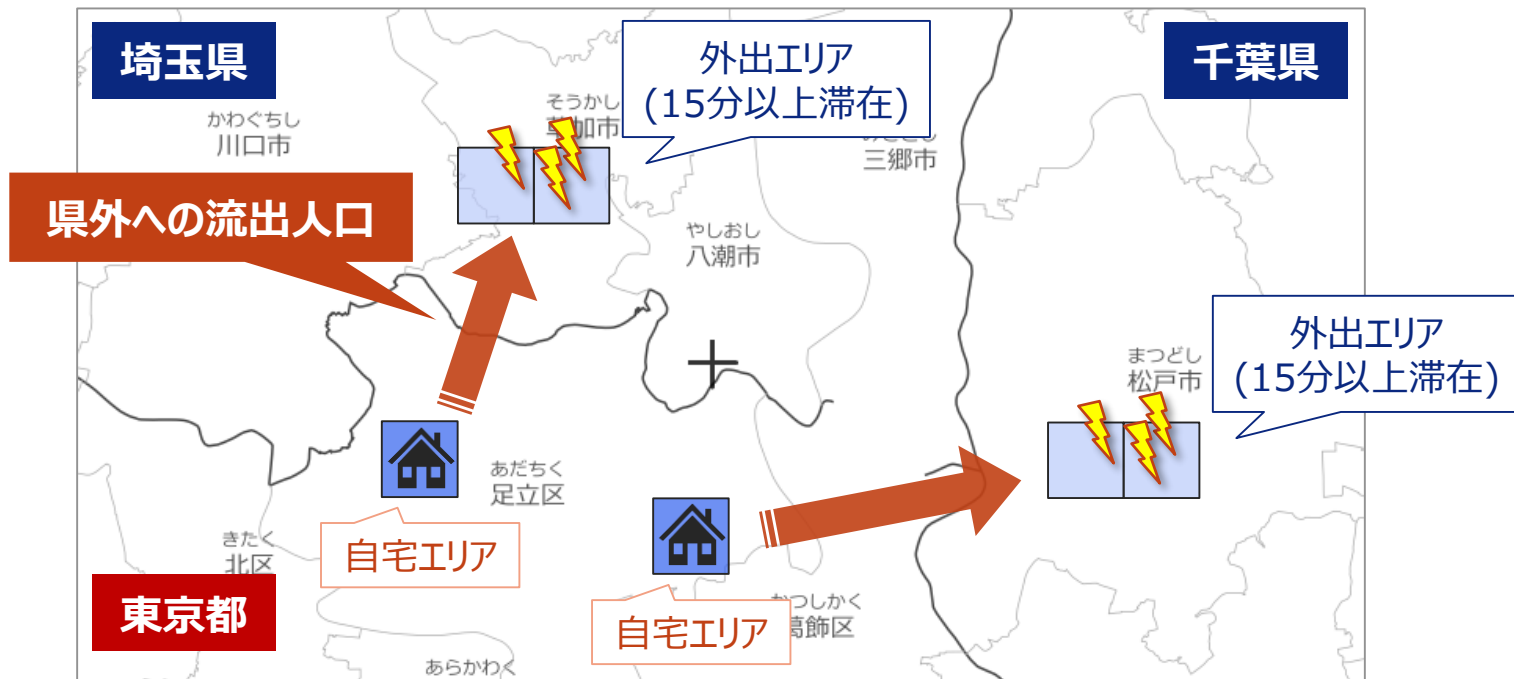 埼玉県
外出エリア
(15分以上滞在)
千葉県
かわぐちし
川口市
そうかし
草加市
三郷市
県外への流出人口
やしおし
八潮市
外出エリア
(15分以上滞在)
まつどし
松戸市
あだちく
足立区
自宅エリア
きたく
北区
東京都
自宅エリア
かつしかく
葛飾区
あらかわく